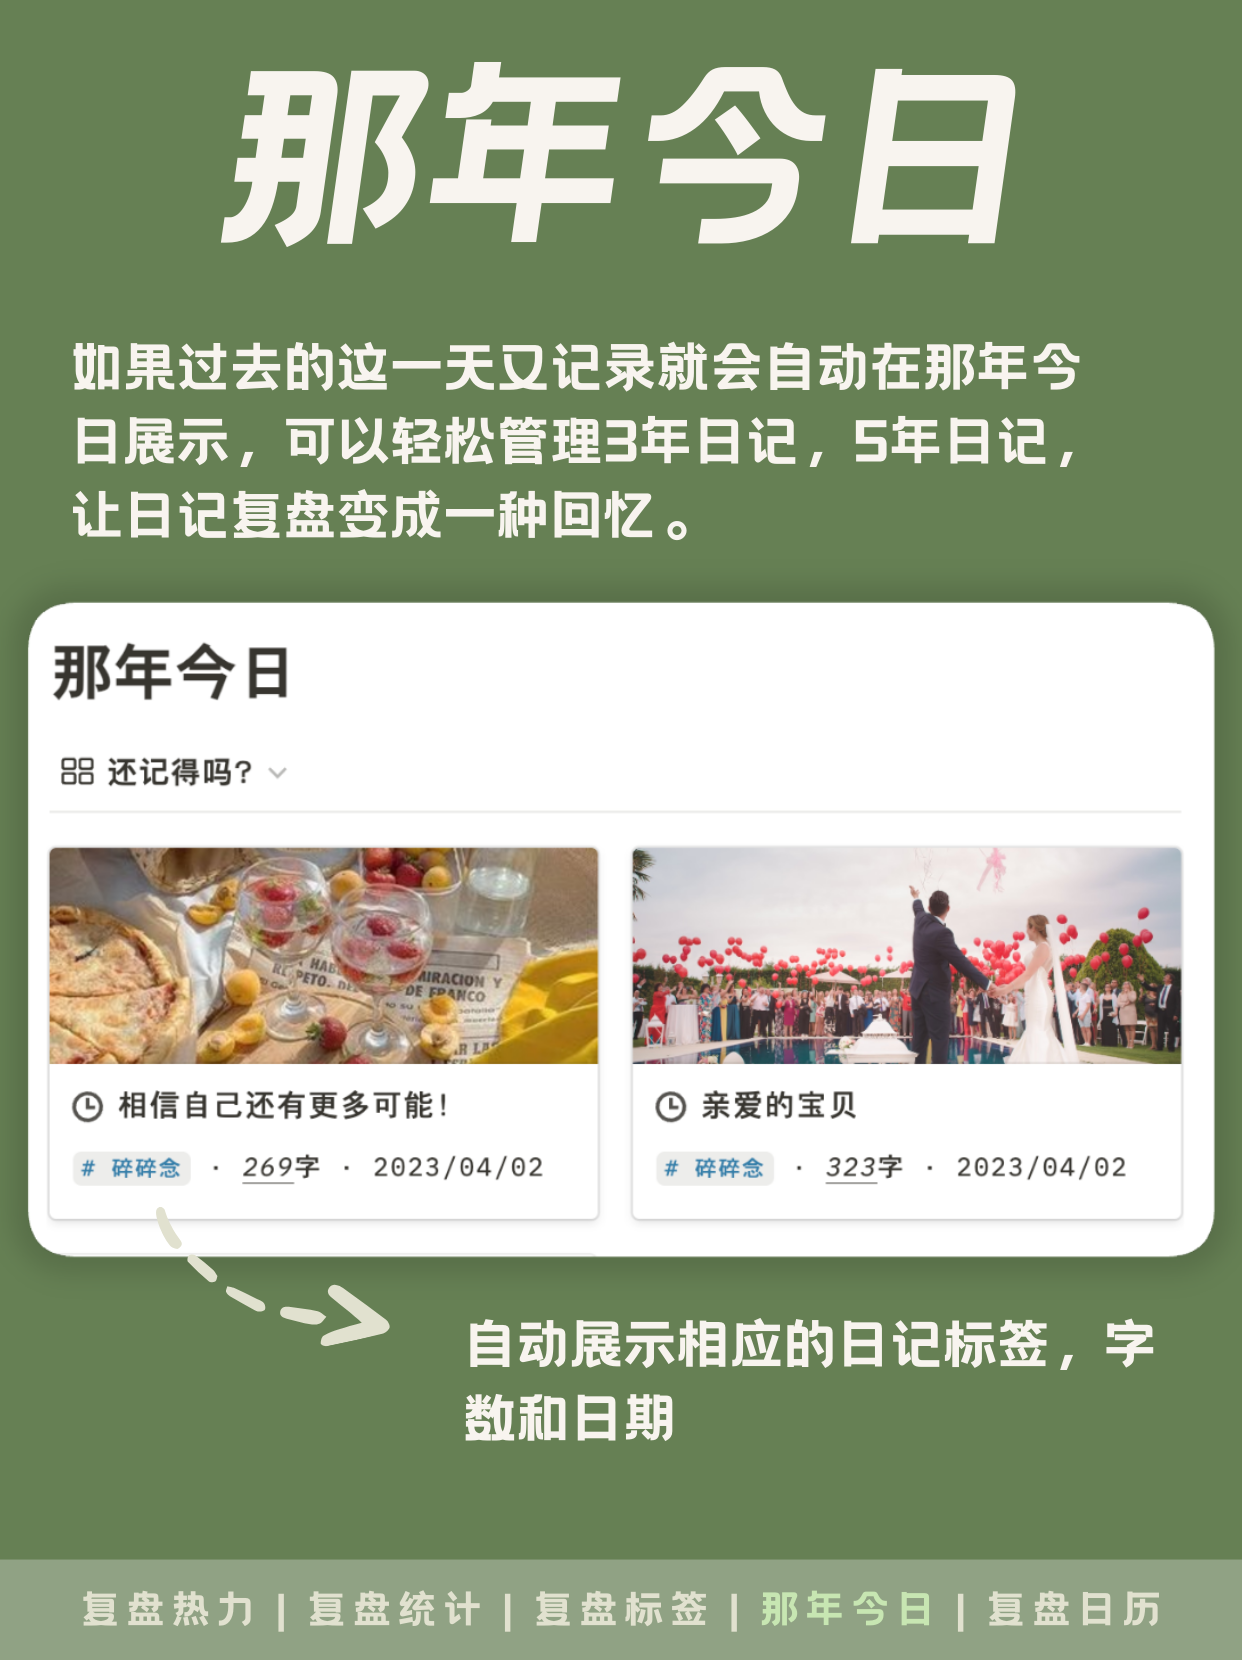 那年今日
如果过去的这一天又记录就会自动在那年今
日展示，可以轻松管理3年日记，5年日记，
让日记复盘变成一种回忆。
那年今日
还记得吗?
MIRACION Y
PETO.
DE FRANCO
相信自己还有更多可能！
# 碎碎念 · 269字 · 2023/04/02
亲爱的宝贝
# 碎碎念 · 323字 · 2023/04/02
自动展示相应的日记标签，字
数和日期
复盘热力 | 复盘统计 | 复盘标签 | 那年今日 | 复盘日历